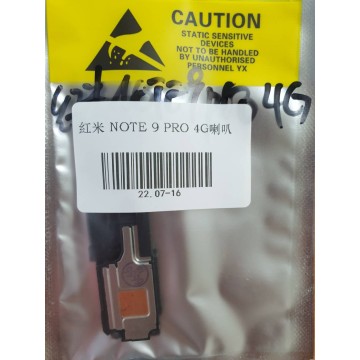 CAUTION
STATIC SENSITIVE
DEVICES
NOT TO BE HANDLED
BY UNAUTHORISED
PERSONNEL YX
4G
红米 NOTE 9 PRO 4G喇叭
22.07-16